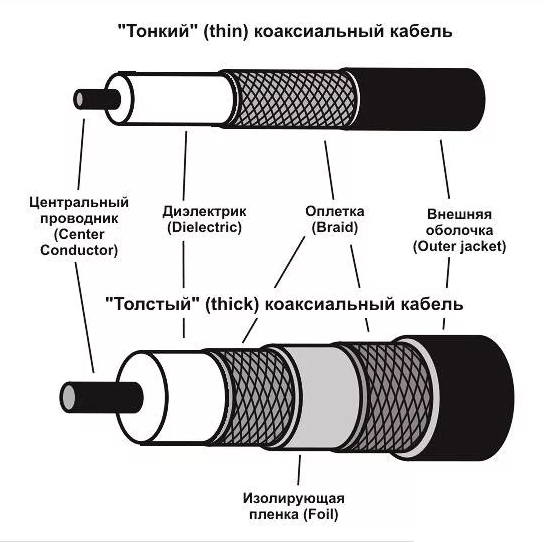 "Тонкий" (thin) коаксиальный кабель
Центральный
проводник
(Center
Conductor)
Диэлектрик
(Dielectric)
Оплетка
(Braid)
Внешняя
оболочка
(Outer jacket)
"Толстый" (thick) коаксиальный кабель
Изолирующая
пленка (Foil)